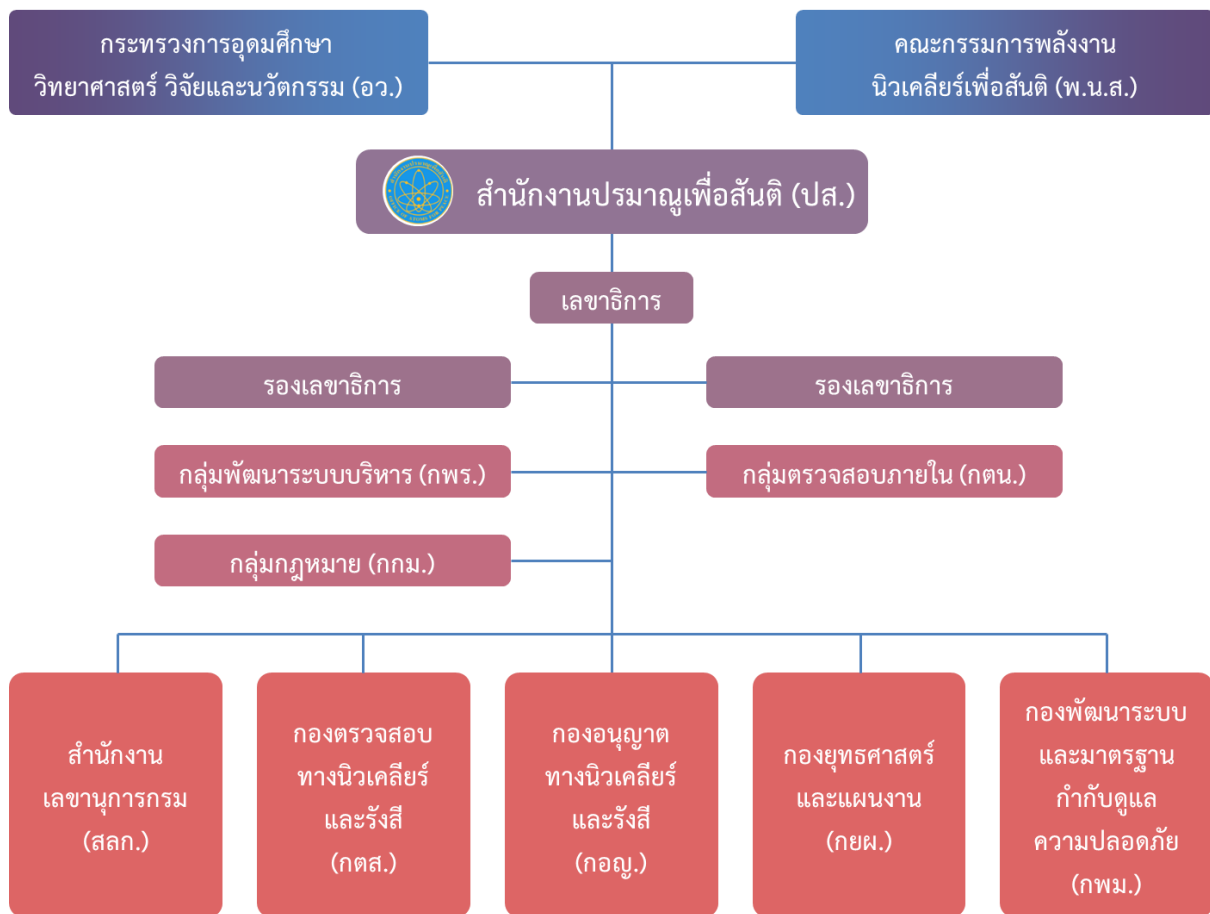 กระทรวงการอุดมศึกษา
วิทยาศาสตร์ วิจัยและนวัตกรรม (อว.)
คณะกรรมการพลังงาน
นิวเคลียร์เพื่อสันติ (พ.น.ส.)
สำนักงานปรมาณูเพื่อสันติ (ปส.)
เลขาธิการ
รองเลขาธิการ
รองเลขาธิการ
กลุ่มพัฒนาระบบบริหาร (กพร.)
กลุ่มตรวจสอบภายใน (กตน.)
กลุ่มกฎหมาย (กกม.)
สำนักงาน
เลขานุการกรม
(สลก.)
กองตรวจสอบ
ทางนิวเคลียร์
และรังสี
(กตส.)
กองอนุญาต
ทางนิวเคลียร์
และรังสี
(กอญ.)
กองยุทธศาสตร์
และแผนงาน
(กยผ.)
กองพัฒนาระบบ
และมาตรฐาน
กำกับดูแล
ความปลอดภัย
(กพม.)